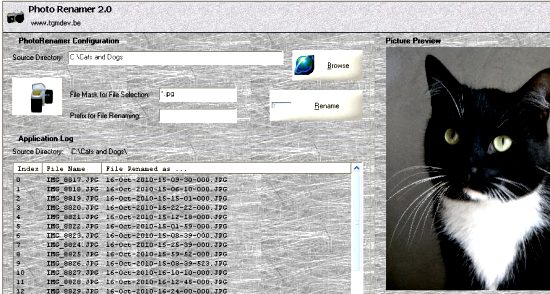 Photo Renamer 2.0
www.tgmdev.be
PhotoRenamer Configuration
Picture Preview
Source Directory: C:\Cats and Dogs
Browse
File Mask for File Selection: *.jpg
Rename
Prefix for File Renaming:
Application Log
Source Directory: C:\Cats and Dogs\
Index File Name File Renamed as ...
0 IMG_8817.JPG 16-Oct-2010-15-09-30-000.JPG
1 IMG_8818.JPG 16-Oct-2010-15-06-10-000.JPG
2 IMG_8819.JPG 16-Oct-2010-15-15-01-000.JPG
3 IMG_8820.JPG 16-Oct-2010-15-22-22-000.JPG
4 IMG_8821.JPG 16-Oct-2010-15-12-18-000.JPG
5 IMG_8822.JPG 16-Oct-2010-15-01-59-000.JPG
6 IMG_8823.JPG 16-Oct-2010-15-08-39-000.JPG
7 IMG_8824.JPG 16-Oct-2010-15-25-39-000.JPG
8 IMG_8825.JPG 16-Oct-2010-15-59-52-000.JPG
9 IMG_8826.JPG 16-Oct-2010-15-08-39-523.JPG
10 IMG_8827.JPG 16-Oct-2010-16-10-10-000.JPG
11 IMG_8828.JPG 16-Oct-2010-16-12-45-000.JPG
12 IMG_8829.JPG 16-Oct-2010-16-24-00-000.JPG